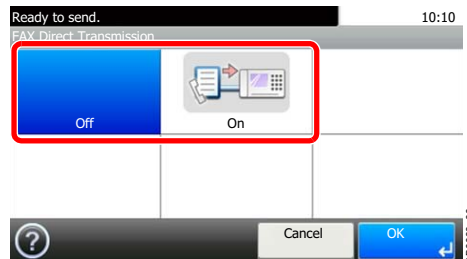 Ready to send.
10:10
FAX Direct Transmission
Off
On
?
Cancel
OK